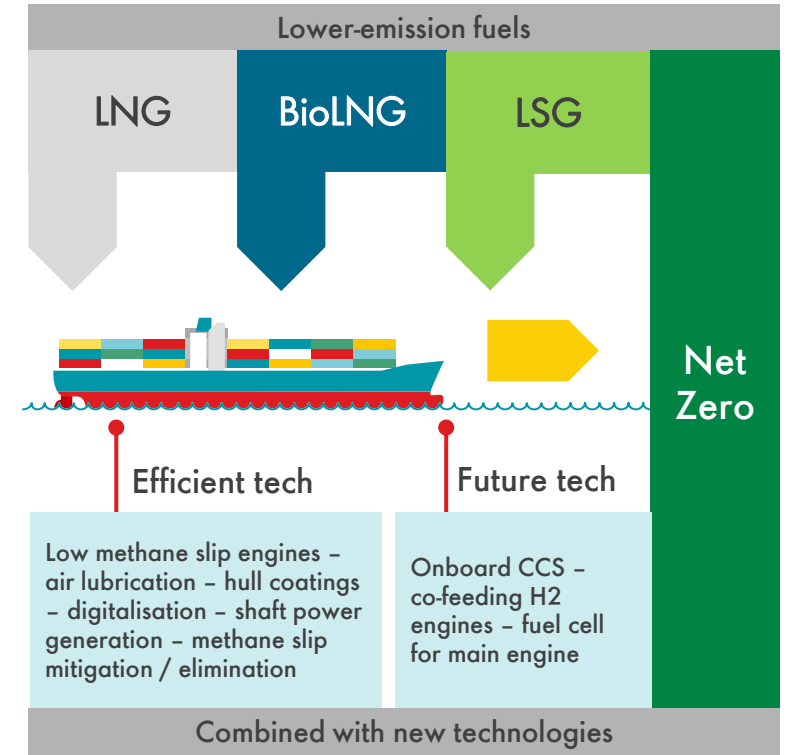 Lower-emission fuels
LNG
BioLNG
LSG
Net
Zero
Efficient tech
Future tech
Low methane slip engines –
air lubrication – hull coatings
– digitalisation – shaft power
generation – methane slip
mitigation / elimination
Onboard CCS –
co-feeding H2
engines – fuel cell
for main engine
Combined with new technologies